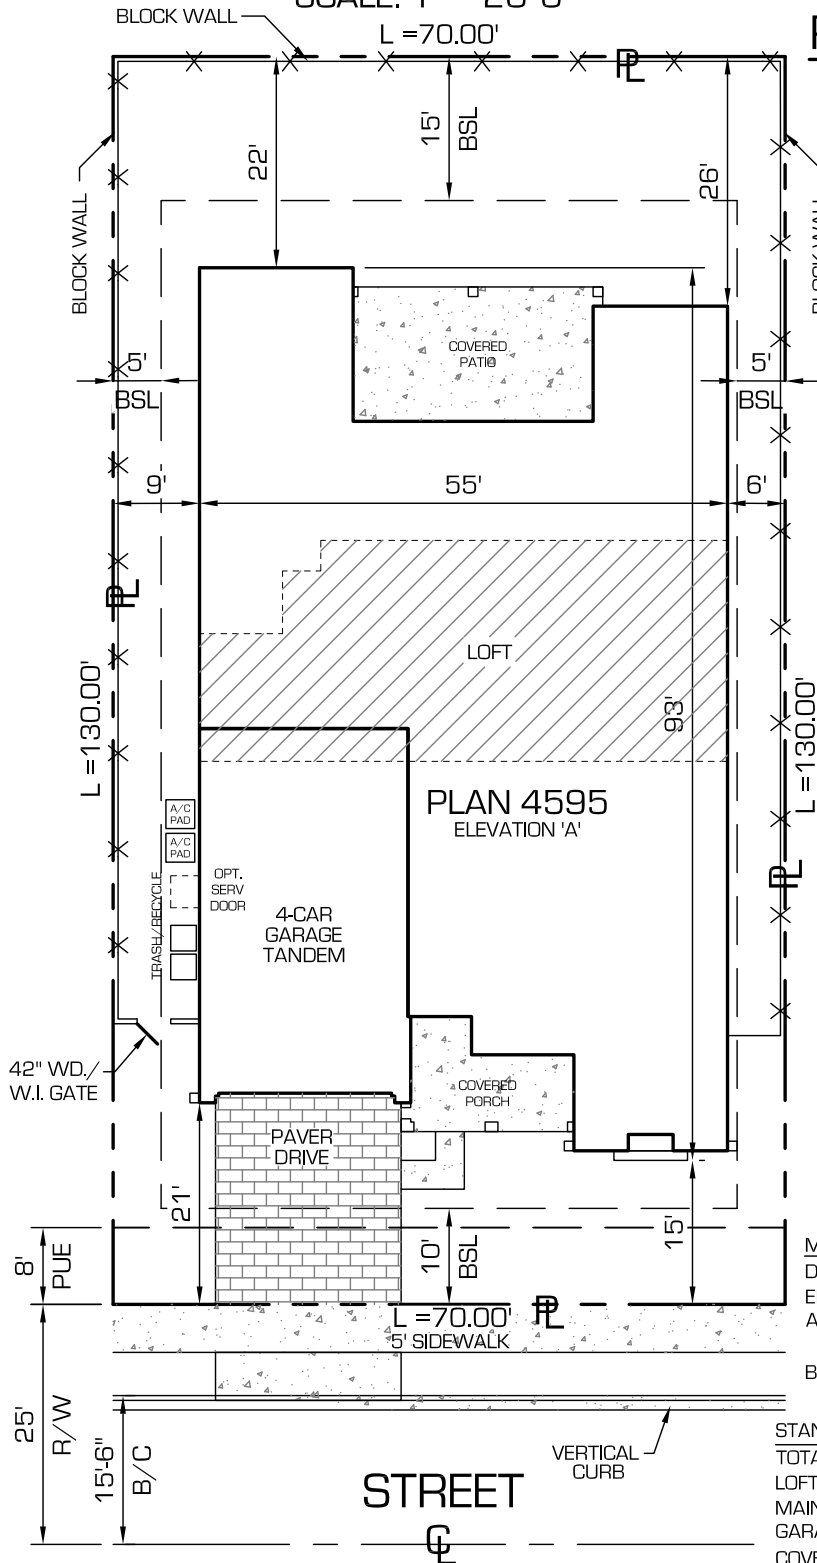 BLOCK WALL
L =70.00'
PL
22'
15'
BSL
26'
BLOCK WALL
COVERED
PATIO
5'
BSL
5'
BSL
9'
55'
6'
PL
LOFT
L =130.00'
93'
L =130.00'
PLAN 4595
ELEVATION 'A'
A/C
PAD
A/C
PAD
OPT.
SERV
DOOR
TRASH/RECYCLE
4-CAR
GARAGE
TANDEM
PL
42" WD./
W.I. GATE
COVERED
PORCH
PAVER
DRIVE
21'
10'
BSL
15'
8'
PUE
L =70.00'
PL
5' SIDEWALK
25'
R/W
15'-6"
B/C
VERTICAL
CURB
STREET
CL
LOFT